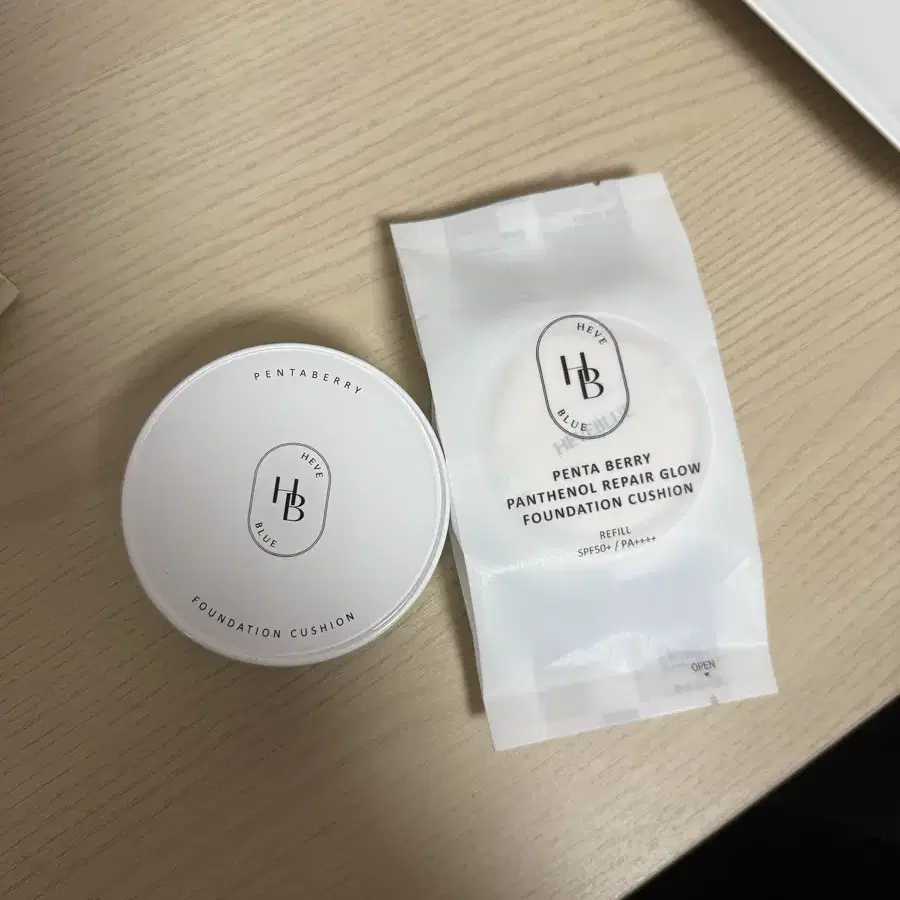 PENTABERRY
HEVE
HB
BLUE
FOUNDATION CUSHION
HEVE
HB
BLUE
HEVEBLUE
PENTA BERRY
PANTHENOL REPAIR GLOW
FOUNDATION CUSHION
REFILL
SPF50+ / PA++++
OPEN